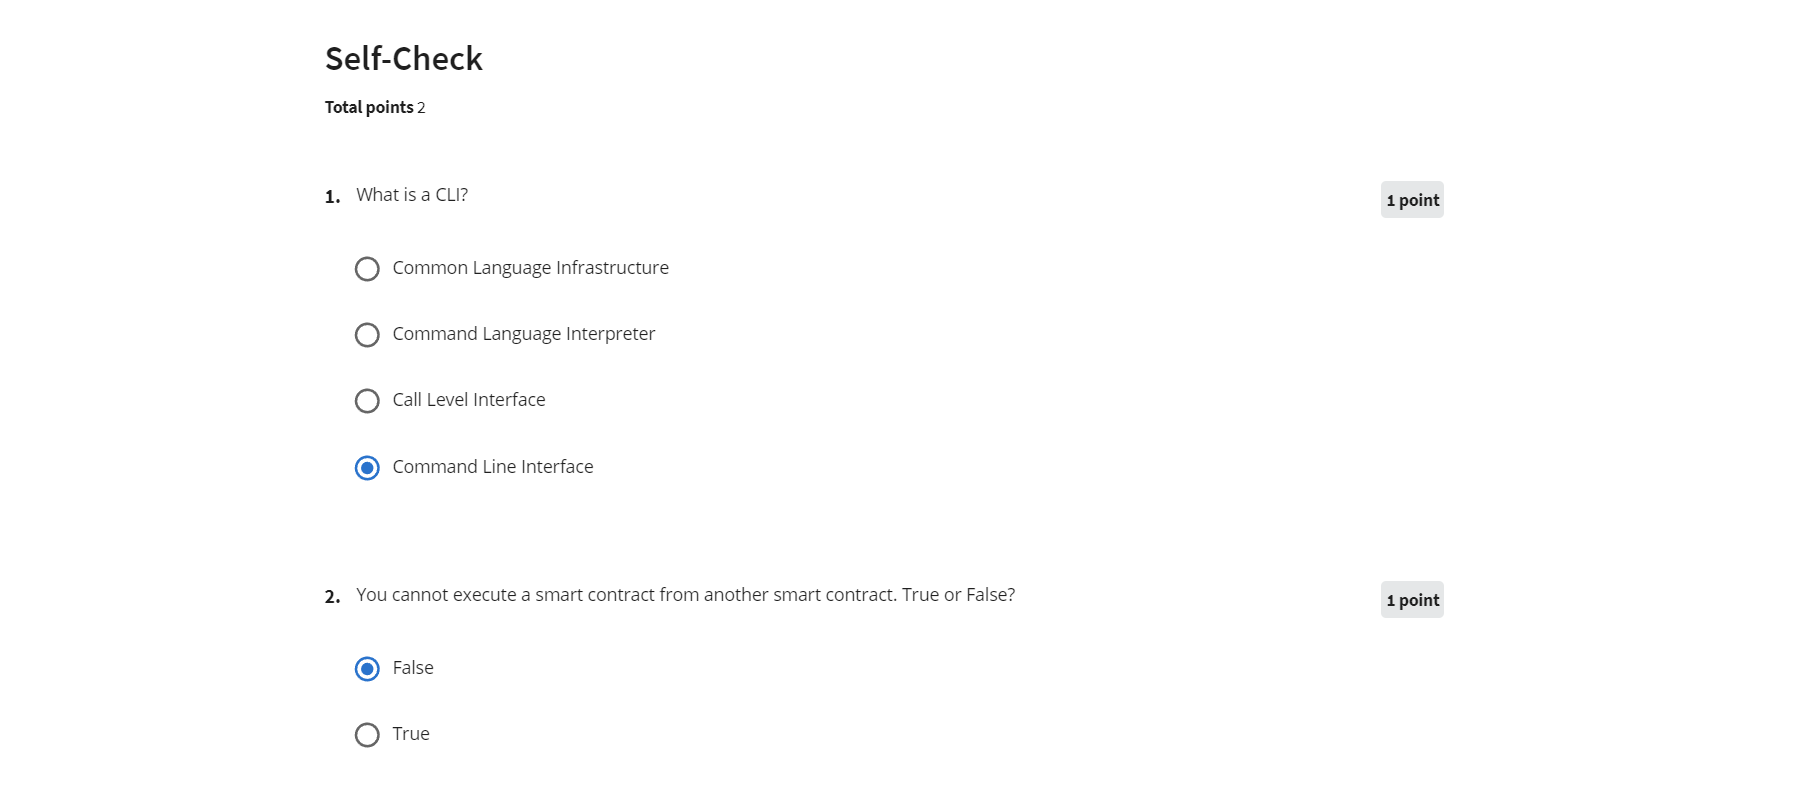 Self-Check
Total points 2
1. What is a CLI?
1 point
Common Language Infrastructure
Command Language Interpreter
Call Level Interface
Command Line Interface
2. You cannot execute a smart contract from another smart contract. True or False?
1 point
False
True